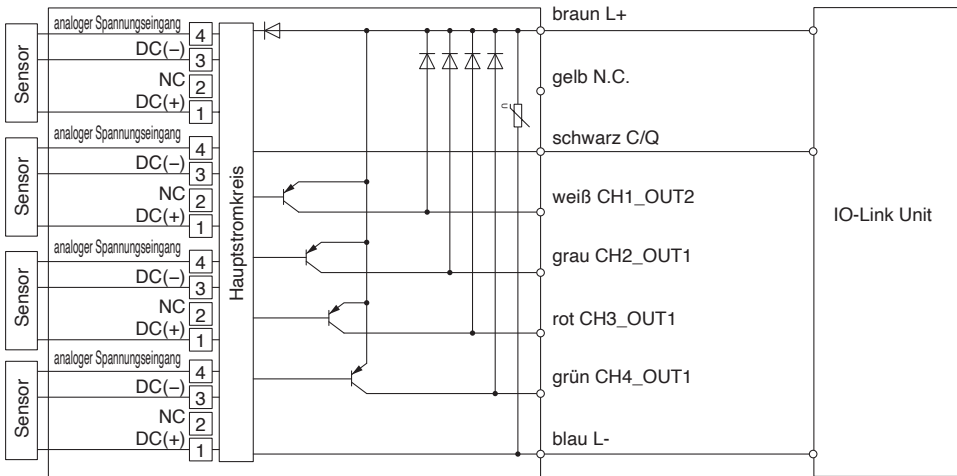 Sensor
analoger Spannungseingang 4
DC(−) 3
NC 2
DC(+) 1
Sensor
analoger Spannungseingang 4
DC(−) 3
NC 2
DC(+) 1
Sensor
analoger Spannungseingang 4
DC(−) 3
NC 2
DC(+) 1
Sensor
analoger Spannungseingang 4
DC(−) 3
NC 2
DC(+) 1
Hauptstromkreis
U
braun L+
gelb N.C.
schwarz C/Q
weiß CH1_OUT2
grau CH2_OUT1
rot CH3_OUT1
grün CH4_OUT1
blau L-
IO-Link Unit